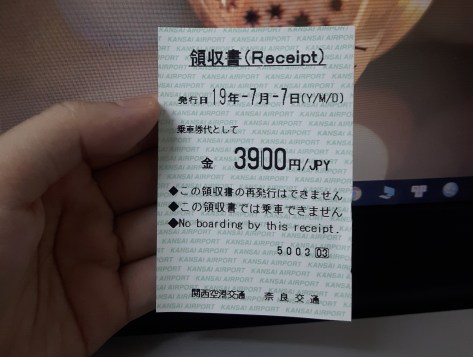 領収書(Receipt)
発行日 19年-7月-7日(Y/M/D)
乗車券代として
金 3900円/JPY
◆この領収書の再発行はできません
◆この領収書では乗車できません
◆No boarding by this receipt.
5003 03
関西空港交通 奈良交通
KANSAI AIRPORT